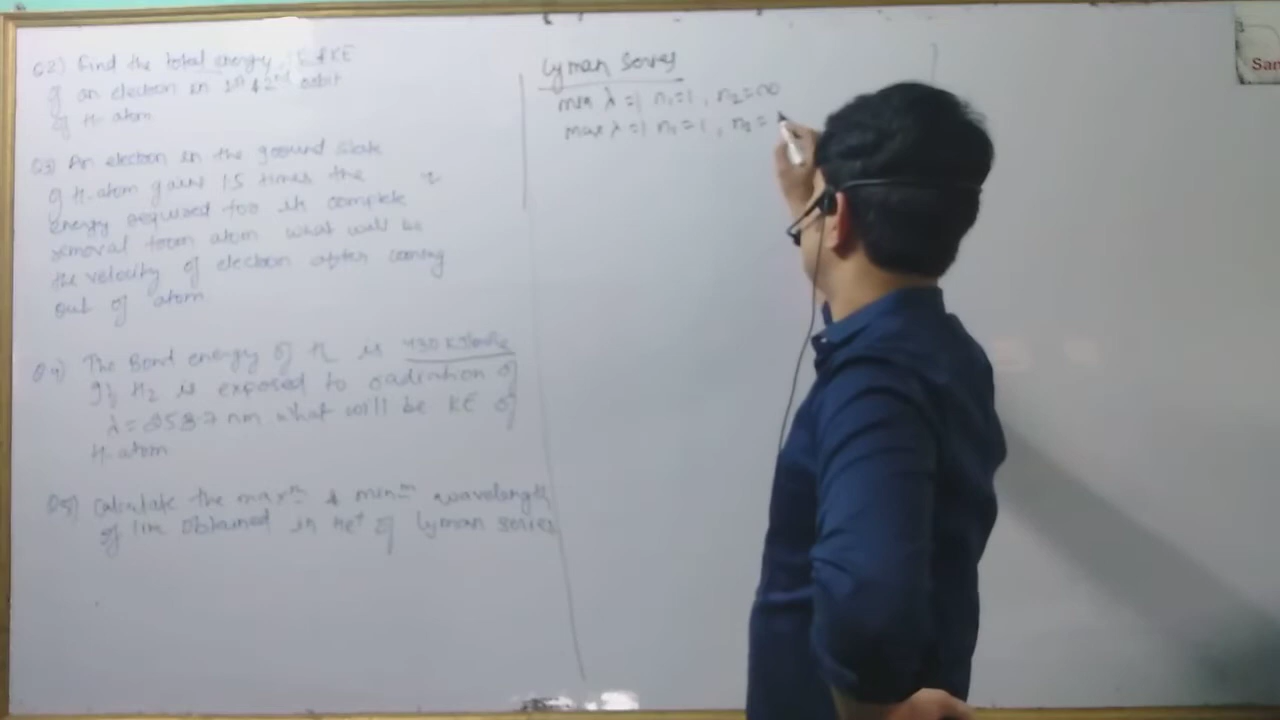 Q2) Find the total energy, & KE
of an electron in 1st & 2nd orbit
of H-atom
Q3) An electron in the ground state
of H-atom gains 1.5 times the
energy required for its complete
removal from atom what will be
the velocity of electron after coming
out of atom
Q4) The Bond energy of H2 is 430 KJ/mole
If H2 is exposed to radiation of
λ = 253.7 nm what will be KE of
H-atom
Q5) Calculate the maxm & minm wavelength
of line obtained in He+ of lyman series
Lyman Series
min λ ⇒ n1 = 1, n2 = ∞
max λ ⇒ n1 = 1, n2 =
San